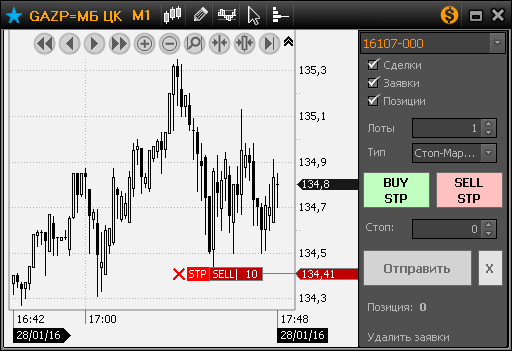 GAZP=МБ ЦК M1
16107-000
Сделки
Заявки
Позиции
Лоты 1
Тип Стоп-Мар...
BUY STP
SELL STP
Стоп: 0
Отправить X
Позиция: 0
Удалить заявки
135,3
135,1
134,9
134,8
134,7
134,5
STP SELL 10 134,41
134,3
16:42 17:00 17:48
28/01/16 28/01/16